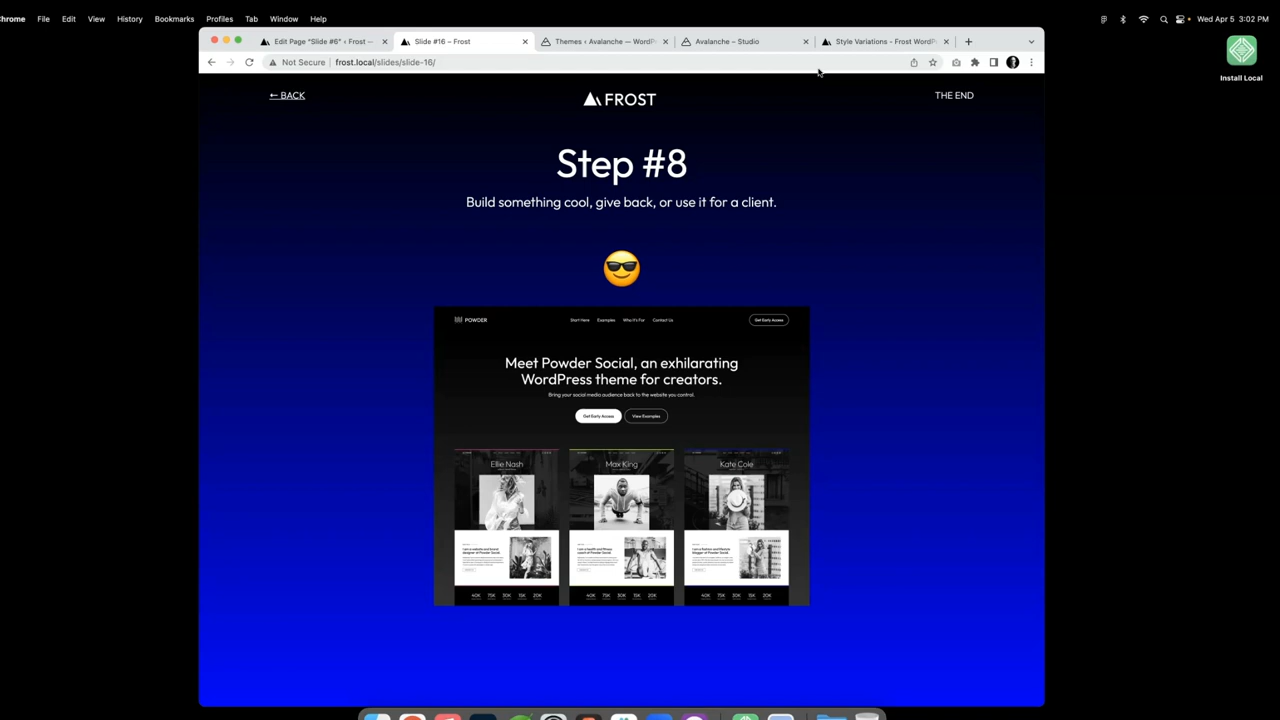 Chrome File Edit View History Bookmarks Profiles Tab Window Help
Wed Apr 5 3:02 PM
Edit Page "Slide #6" ‹ Frost —
Slide #16 – Frost
Themes ‹ Avalanche — WordP
Avalanche – Studio
Style Variations - Frost WordP
Not Secure frost.local/slides/slide-16/
Install Local
← BACK
FROST
THE END
Step #8
Build something cool, give back, or use it for a client.
POWDER
Start Here Examples Who It's For Contact Us
Get Early Access
Meet Powder Social, an exhilarating
WordPress theme for creators.
Bring your social media audience back to the website you control.
Get Early Access View Examples
Ellie Nash Max King Kate Cole
I am a website and brand
designer at Powder Social.
I am a health and fitness
coach at Powder Social.
I am a fashion and lifestyle
blogger at Powder Social.
40K 75K 30K 15K 20K
40K 75K 30K 15K 20K
40K 75K 30K 15K 20K